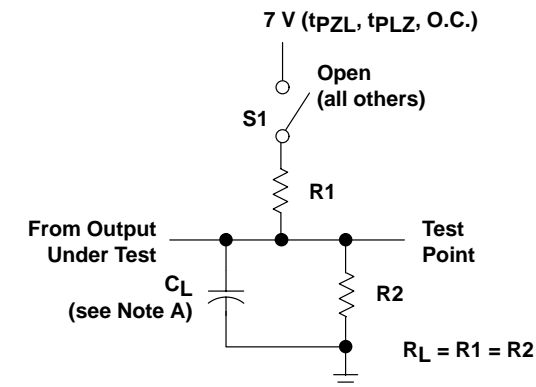 7 V (tPZL, tPLZ, O.C.)
Open
(all others)
S1
R1
From Output
Under Test
Test
Point
CL
(see Note A)
R2
RL = R1 = R2